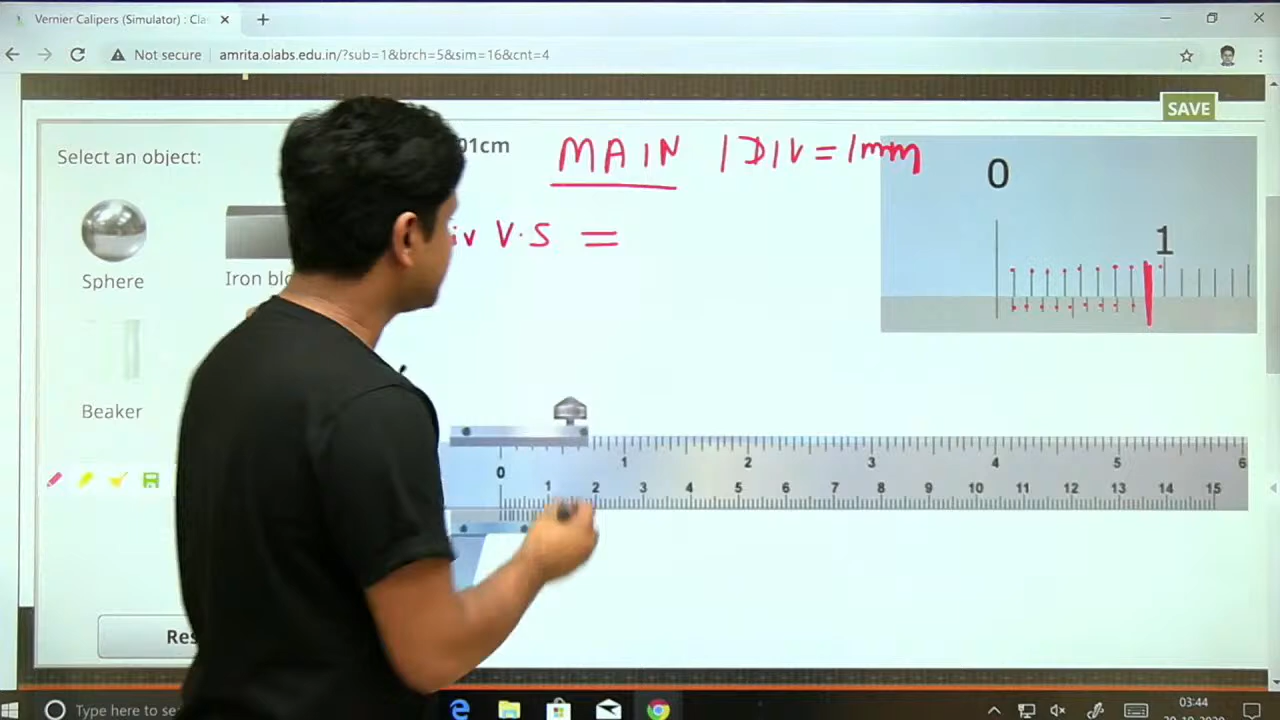 Vernier Calipers (Simulator) : Cla
Not secure
amrita.olabs.edu.in/?sub=1&brch=5&sim=16&cnt=4
SAVE
Select an object:
01cm
MAIN 1DIV = 1mm
0
1
iv V.S =
Sphere
Iron blo
Beaker
0 1 2 3 4 5 6
1 2 3 4 5 6 7 8 9 10 11 12 13 14 15
Res
Type here to se
03:44